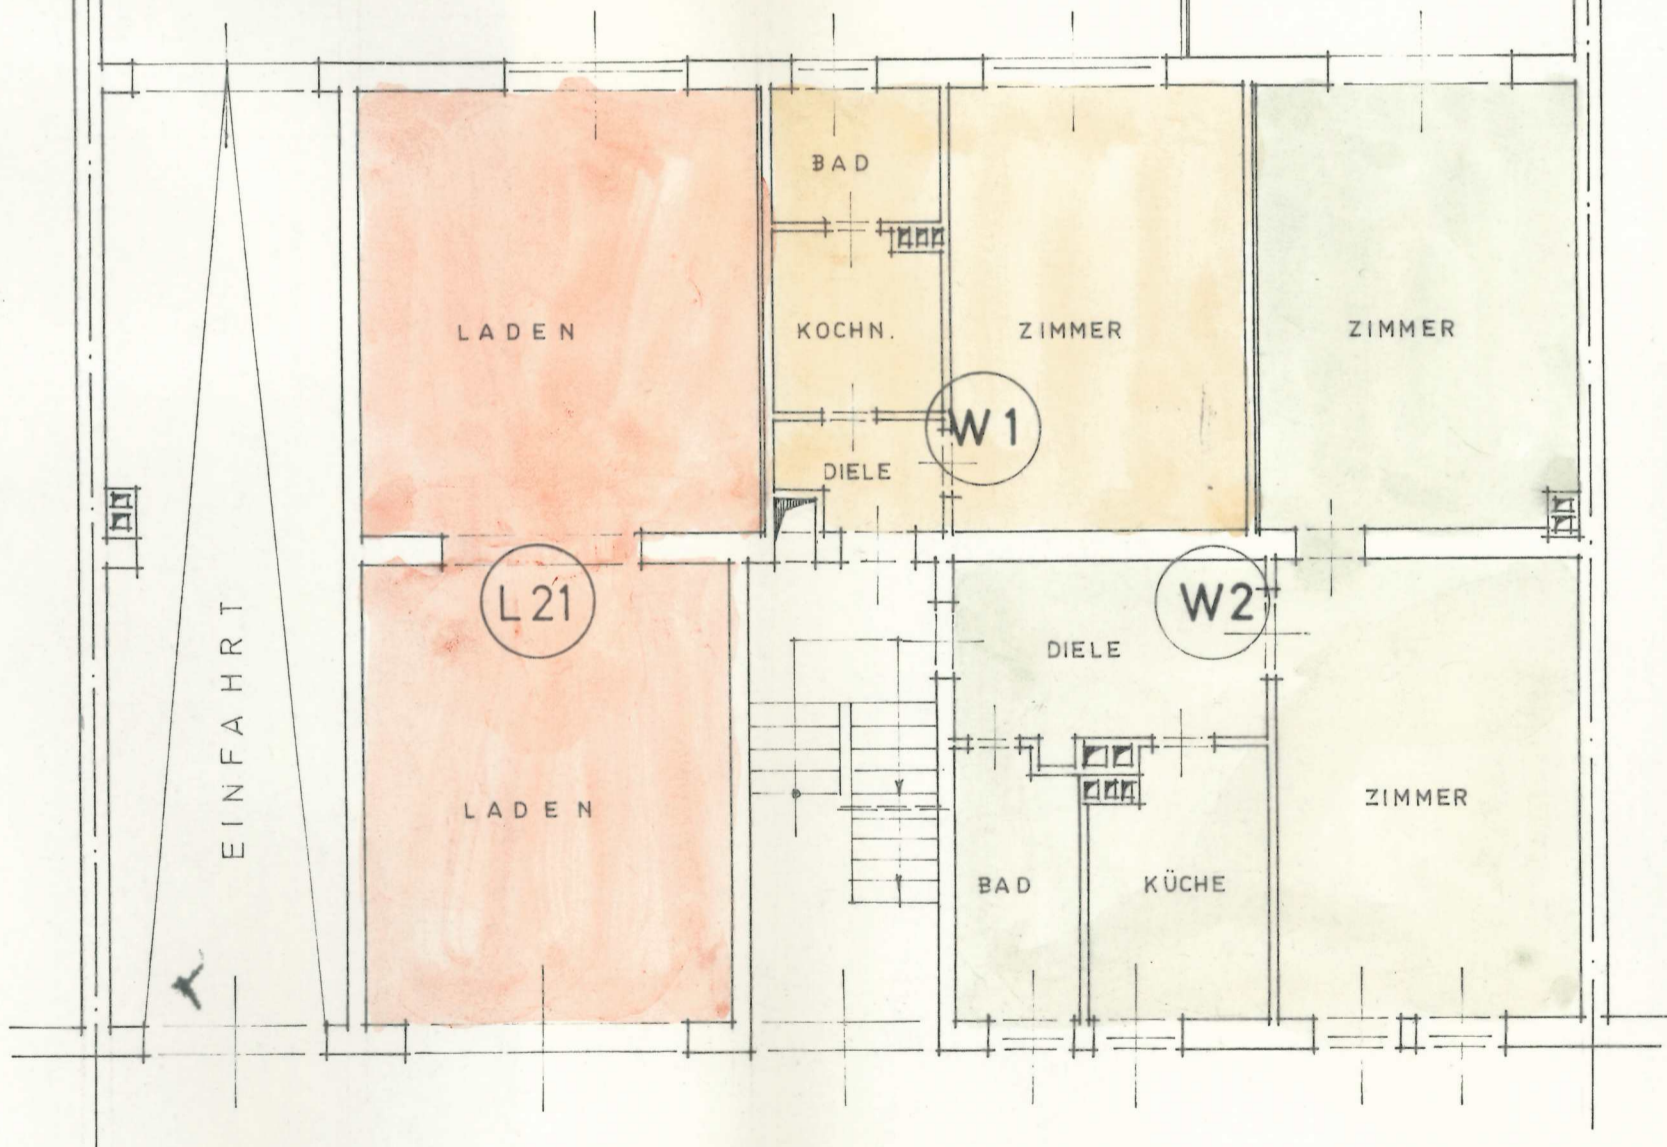 BAD
LADEN
KOCHN.
ZIMMER
ZIMMER
W1
DIELE
L21
W2
DIELE
EINFAHRT
LADEN
ZIMMER
BAD
KÜCHE